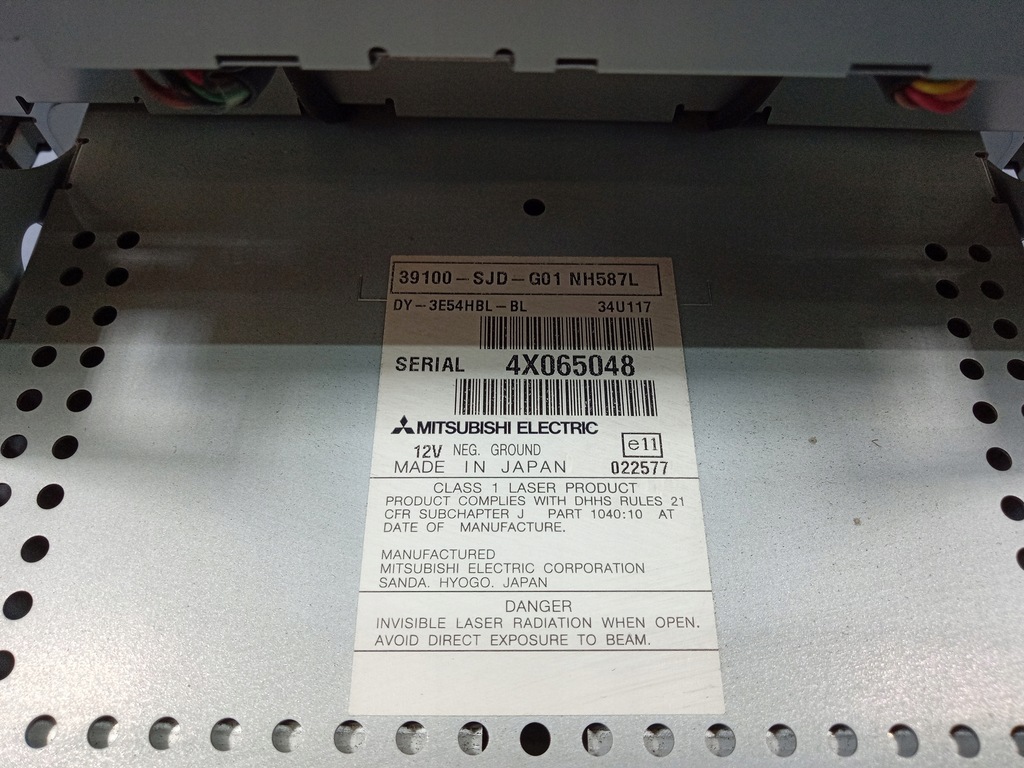 39100-SJD-G01 NH587L
DY-3E54HBL-BL 34U117
SERIAL 4X065048
MITSUBISHI ELECTRIC
12V NEG. GROUND e11
MADE IN JAPAN 022577
CLASS 1 LASER PRODUCT
PRODUCT COMPLIES WITH DHHS RULES 21
CFR SUBCHAPTER J PART 1040:10 AT
DATE OF MANUFACTURE.
MANUFACTURED
MITSUBISHI ELECTRIC CORPORATION
SANDA. HYOGO. JAPAN
DANGER
INVISIBLE LASER RADIATION WHEN OPEN.
AVOID DIRECT EXPOSURE TO BEAM.